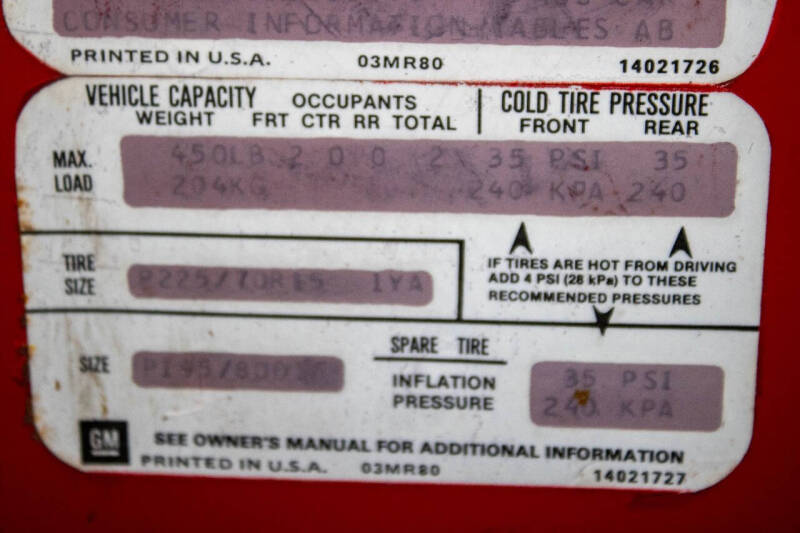 CONSUMER INFORMATION TABLES AB
PRINTED IN U.S.A. 03MR80 14021726
VEHICLE CAPACITY OCCUPANTS COLD TIRE PRESSURE
WEIGHT FRT CTR RR TOTAL FRONT REAR
MAX. LOAD 450LB 2 0 0 2 35 PSI 35
204KG 240 KPA 240
TIRE SIZE P225/70R15 IYA
IF TIRES ARE HOT FROM DRIVING
ADD 4 PSI (28 kPa) TO THESE
RECOMMENDED PRESSURES
SPARE TIRE
SIZE INFLATION PRESSURE 35 PSI
240 KPA
GM
SEE OWNER'S MANUAL FOR ADDITIONAL INFORMATION
PRINTED IN U.S.A. 03MR80 14021727